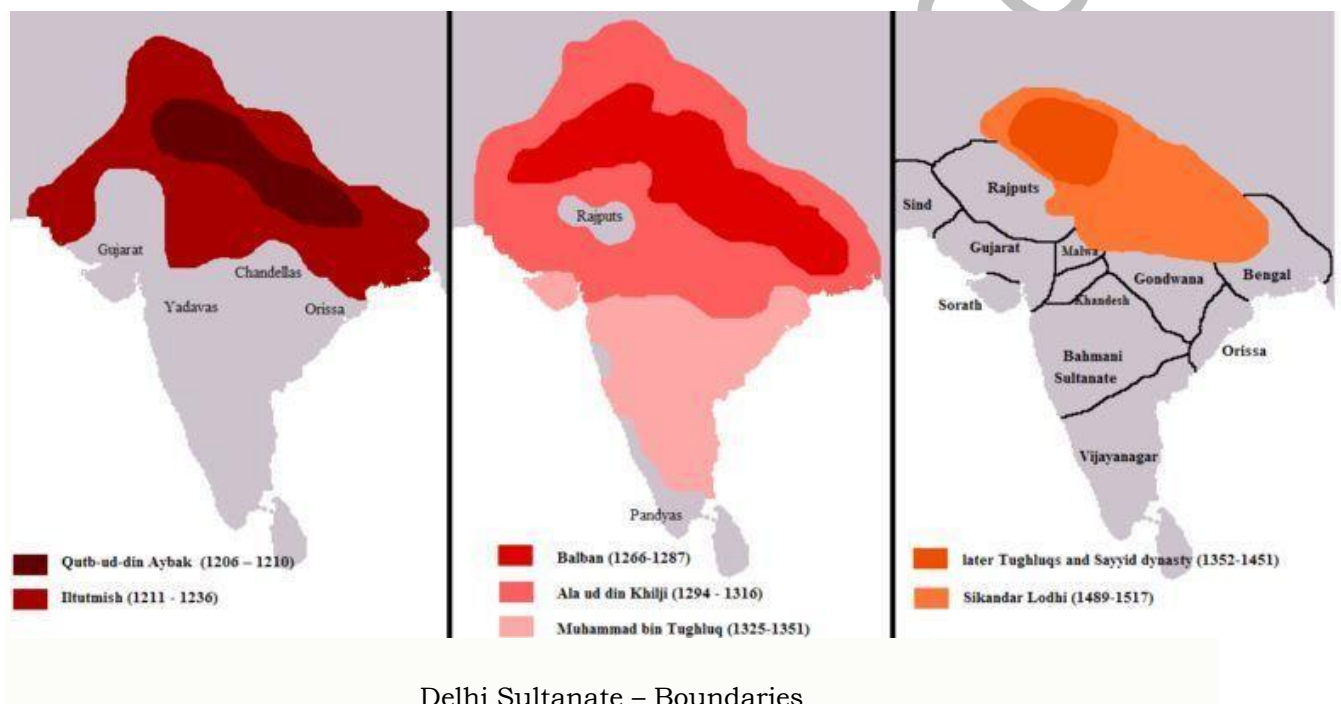 Gujarat
Chandellas
Yadavas
Orissa
Qutb-ud-din Aybak (1206 – 1210)
Iltutmish (1211 - 1236)
Rajputs
Pandyas
Balban (1266-1287)
Ala ud din Khilji (1294 - 1316)
Muhammad bin Tughluq (1325-1351)
Rajputs
Sind
Gujarat
Malwa
Gondwana
Bengal
Sorath
Khandesh
Orissa
Bahmani
Sultanate
Vijayanagar
later Tughluqs and Sayyid dynasty (1352-1451)
Sikandar Lodhi (1489-1517)
Delhi Sultanate – Boundaries